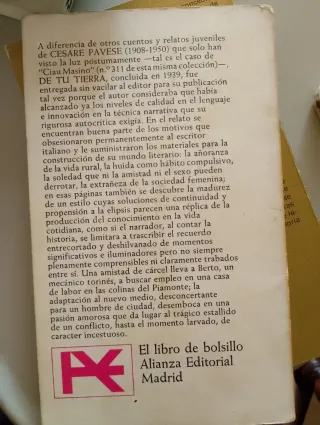 A diferencia de otros cuentos y relatos juveniles
de CESARE PAVESE (1908-1950) que solo han
visto la luz póstumamente —tal es el caso de
"Ciau Masino" (n.º 311 de esta misma colección)—,
DE TU TIERRA, concluida en 1939, fue
entregada sin vacilar al editor para su publicación
tal vez porque el autor consideraba que había
alcanzado ya los niveles de calidad en el lenguaje
e innovación en la técnica narrativa que su
rigurosa autocrítica exigía. En el relato se
encuentran buena parte de los motivos que
obsesionaron permanentemente al escritor
italiano y le suministraron los materiales para la
construcción de su mundo literario: la añoranza
de la vida rural, la huida como hábito compulsivo,
la soledad que ni la amistad ni el sexo pueden
derrotar, la extrañeza de la sociedad femenina;
en esas páginas también se descubre la madurez
de un estilo cuyas soluciones de continuidad y
propensión a la elipsis parecen una réplica de la
producción del conocimiento en la vida
cotidiana, como si el narrador, al contar la
historia, se limitara a trascribir el recuerdo
entrecortado y deshilvanado de momentos
significativos e iluminadores pero no siempre
plenamente comprensibles ni claramente trabados
entre sí. Una amistad de cárcel lleva a Berto, un
mecánico torinés, a buscar empleo en una casa
de labor en las colinas del Piamonte; la
adaptación al nuevo medio, desconcertante
para un hombre de ciudad, desemboca en una
pasión amorosa que da lugar al trágico estallido
de un conflicto, hasta el momento larvado, de
caracter incestuoso.
El libro de bolsillo
Alianza Editorial
Madrid